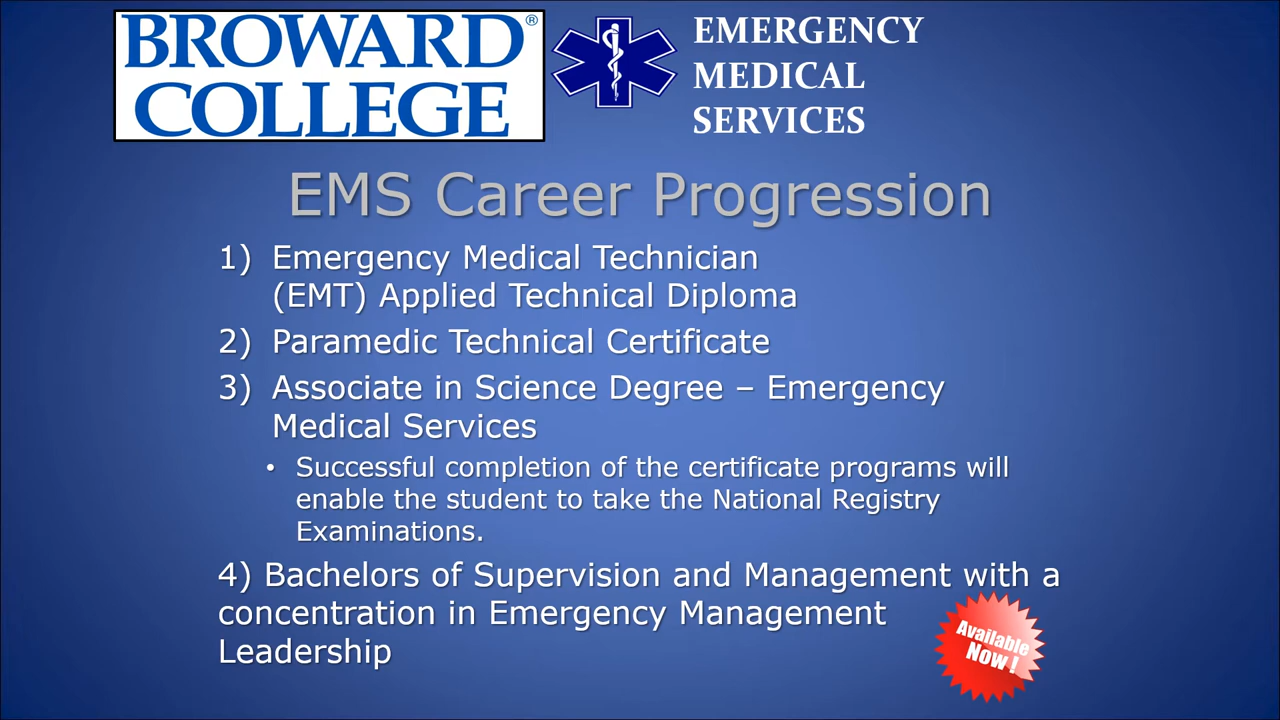 BROWARD®
COLLEGE
EMERGENCY
MEDICAL
SERVICES
EMS Career Progression
1) Emergency Medical Technician
(EMT) Applied Technical Diploma
2) Paramedic Technical Certificate
3) Associate in Science Degree – Emergency
Medical Services
• Successful completion of the certificate programs will
enable the student to take the National Registry
Examinations.
4) Bachelors of Supervision and Management with a
concentration in Emergency Management
Leadership
Available
Now !